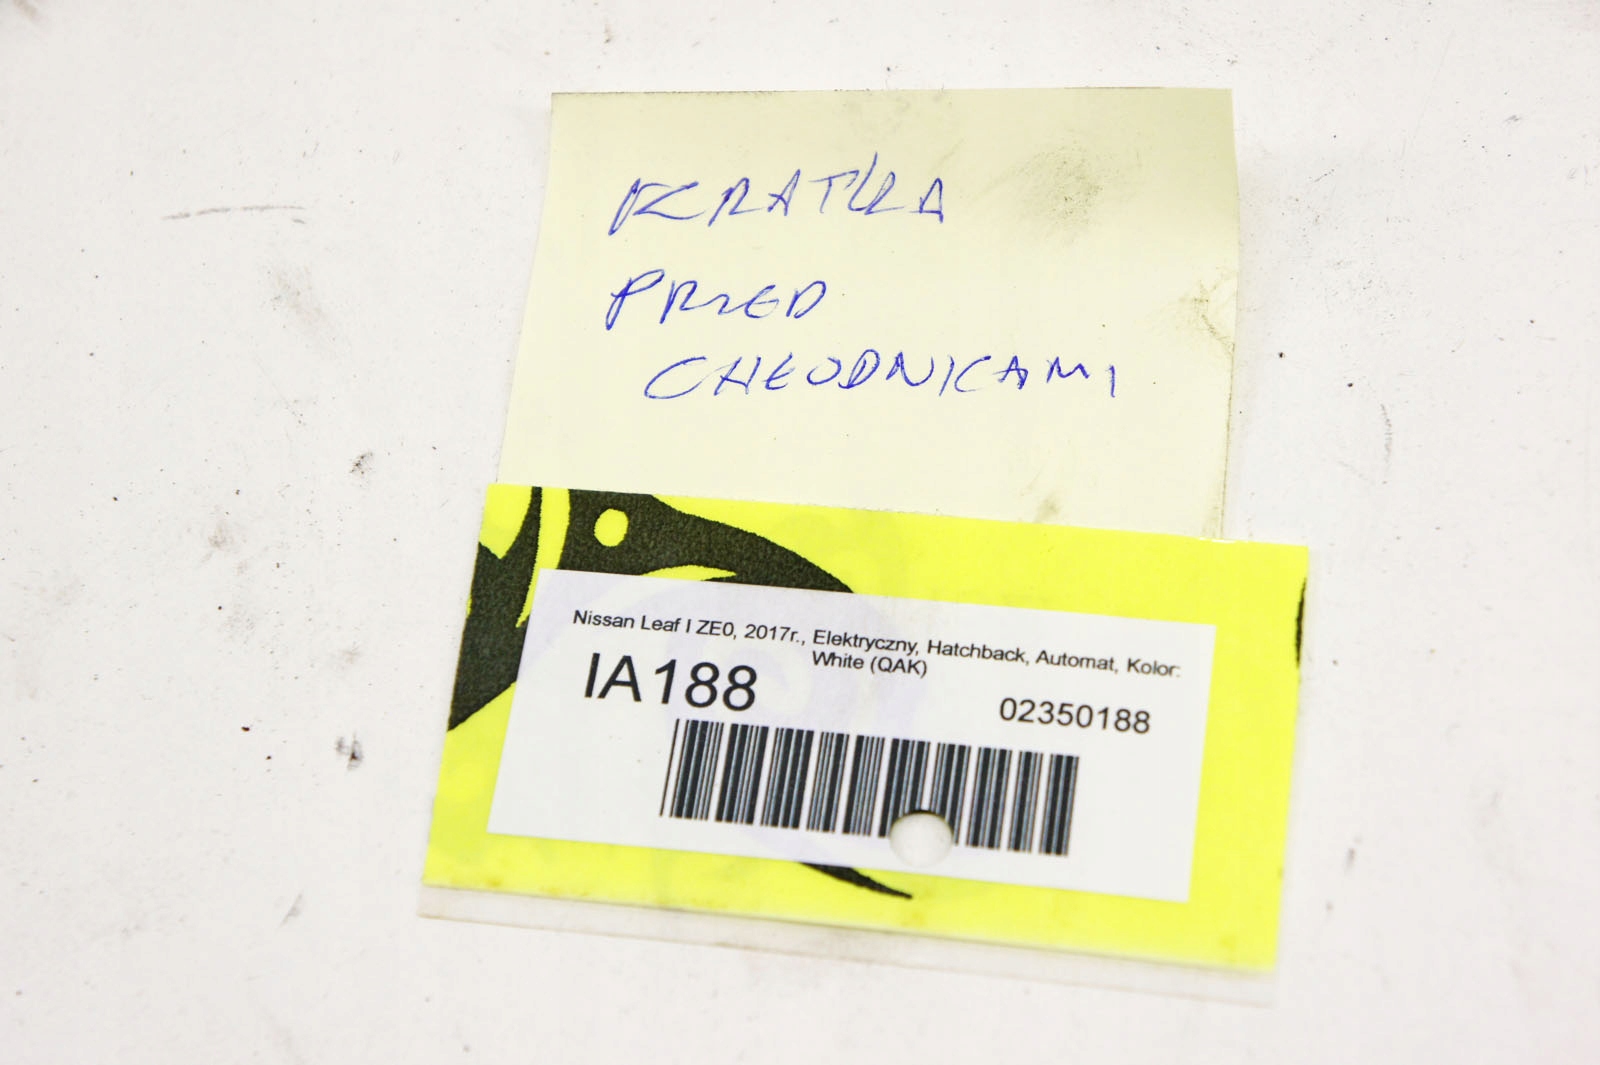 KRATKA
PRZED
CHŁODNICAMI
Nissan Leaf I ZE0, 2017r., Elektryczny, Hatchback, Automat, Kolor:
White (QAK)
IA188
02350188